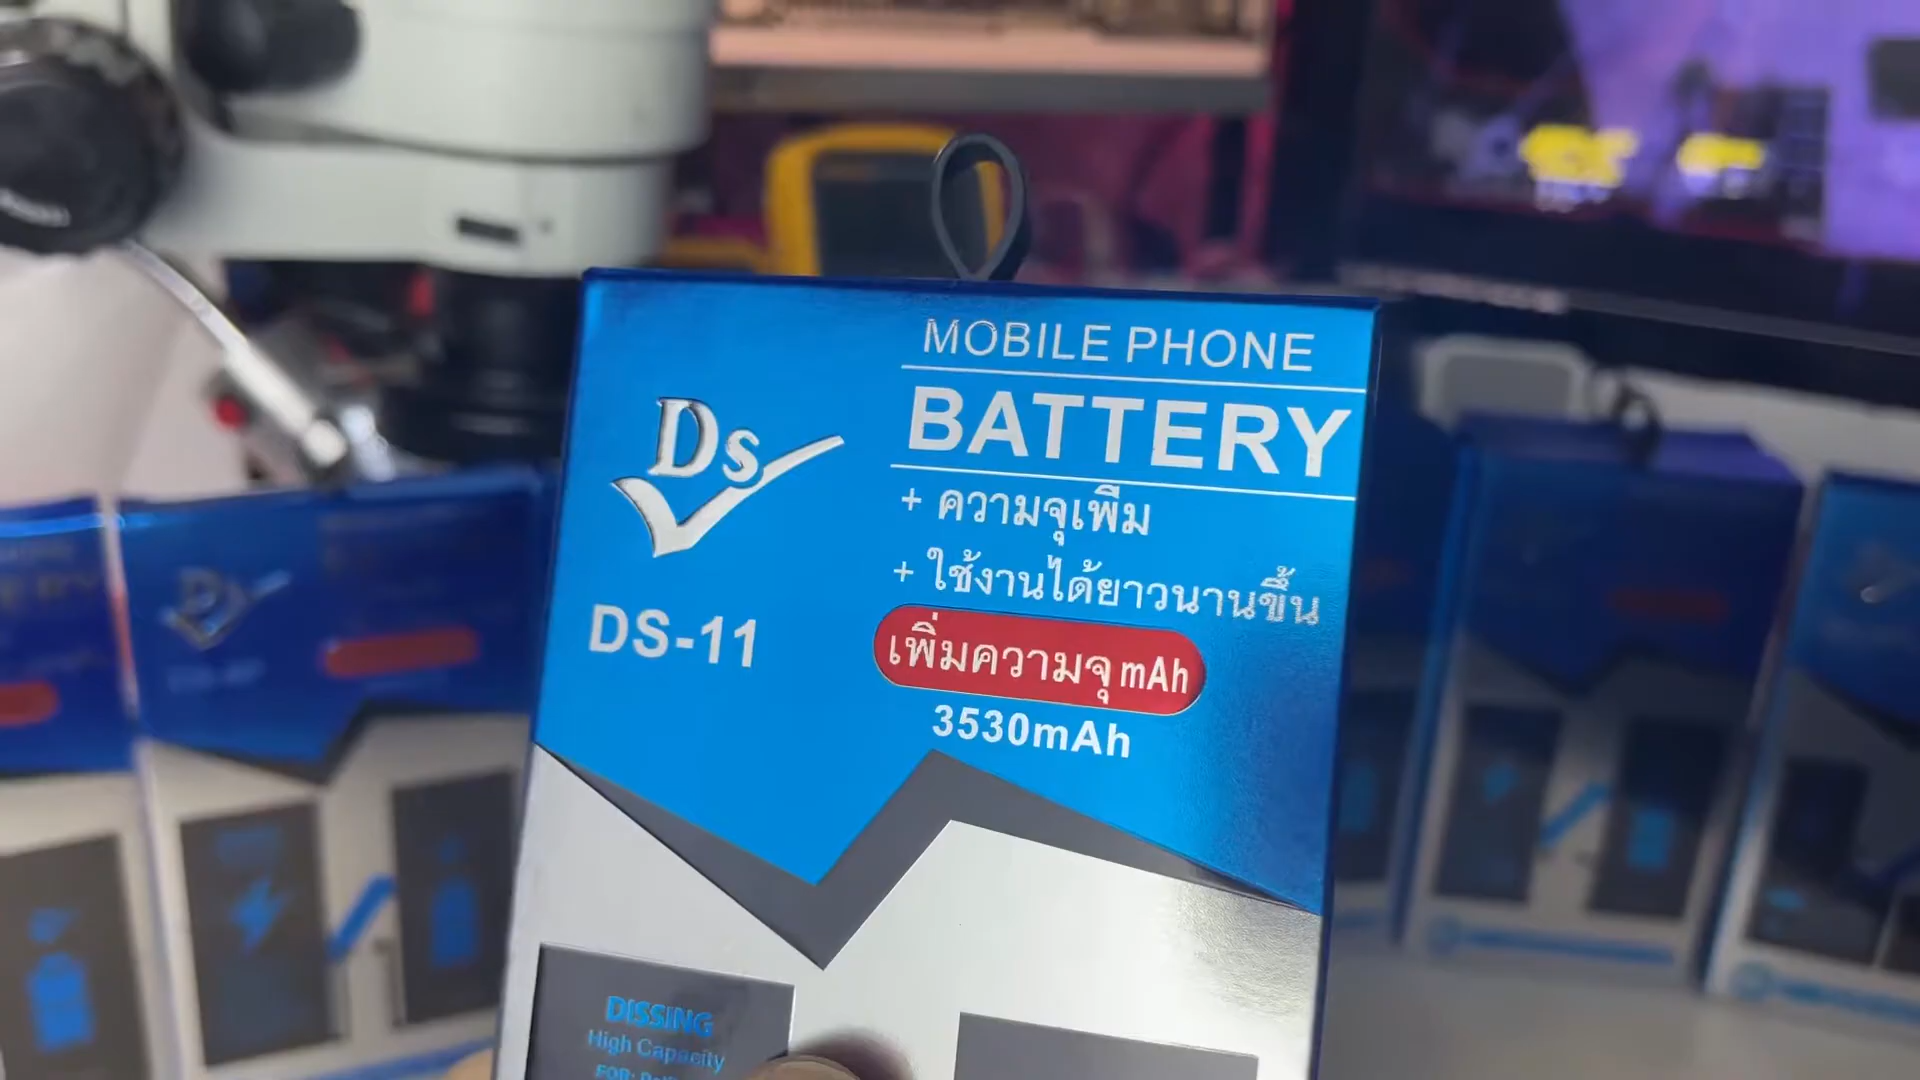 MOBILE PHONE
BATTERY
+ ความจุเพิ่ม
+ ใช้งานได้ยาวนานขึ้น
เพิ่มความจุ mAh
3530mAh
Ds
DS-11
DISSING
High Capacity
FOR: